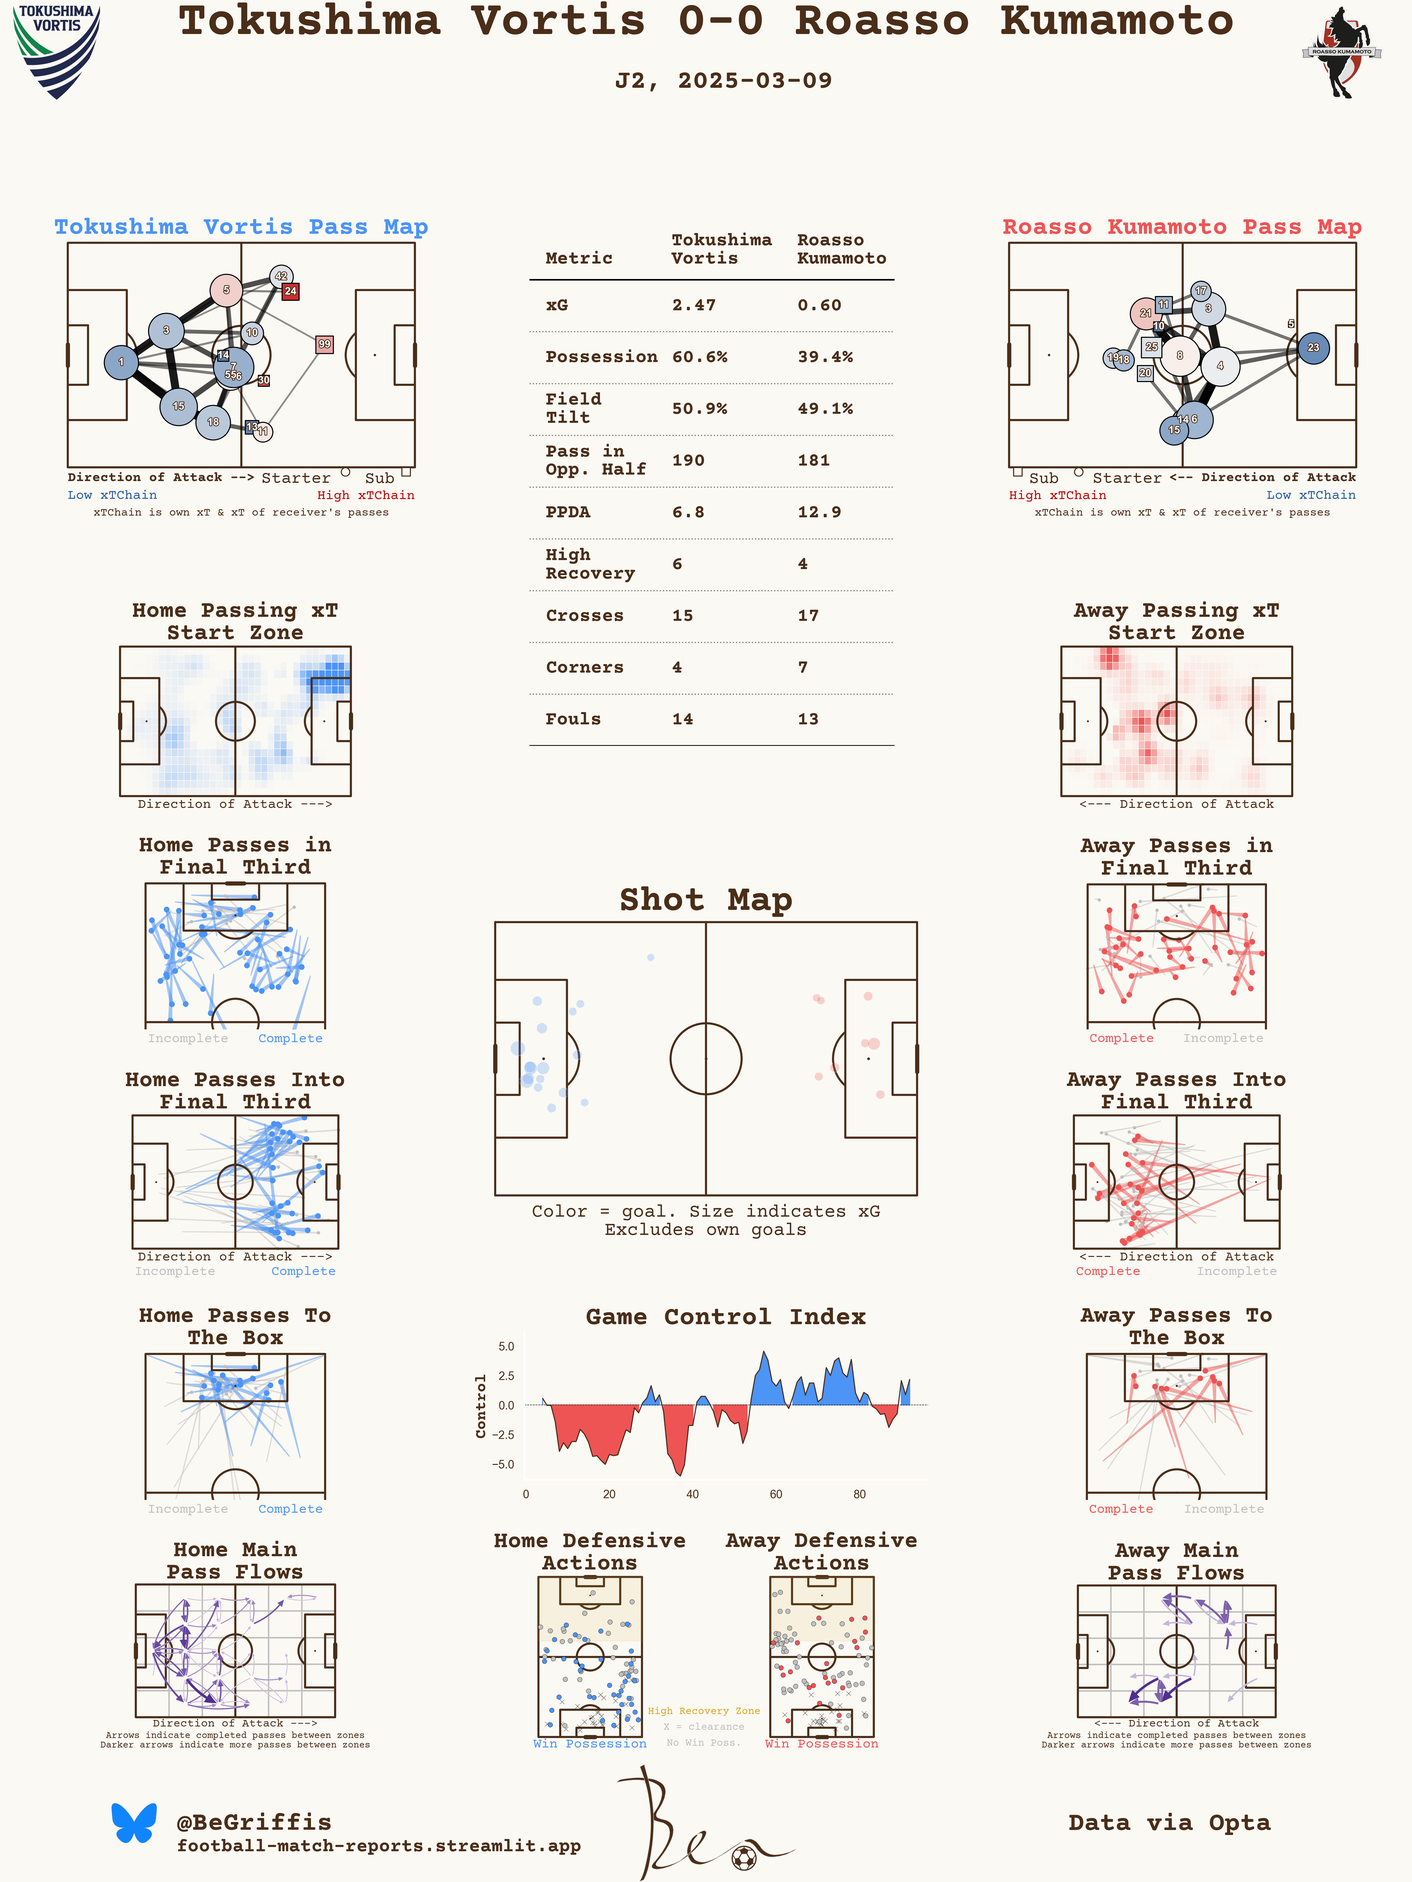 TOKUSHIMA
VORTIS
Tokushima Vortis 0-0 Roasso Kumamoto
ROASSO KUMAMOTO
J2, 2025-03-09
Tokushima Vortis Pass Map
42
5
24
3
10
99
14
1
7
55
6
30
15
18
13
11
Direction of Attack --> Starter Sub
Low xTChain High xTChain
xTChain is own xT & xT of receiver's passes
Metric Tokushima Vortis Roasso Kumamoto
xG 2.47 0.60
Possession 60.6% 39.4%
Field Tilt 50.9% 49.1%
Pass in Opp. Half 190 181
PPDA 6.8 12.9
High Recovery 6 4
Crosses 15 17
Corners 4 7
Fouls 14 13
Roasso Kumamoto Pass Map
17
11
21
3
10
5
25
8
23
19
18
4
20
14
6
15
Sub Starter <-- Direction of Attack
High xTChain Low xTChain
xTChain is own xT & xT of receiver's passes
Home Passing xT
Start Zone
Direction of Attack --->
Away Passing xT
Start Zone
<--- Direction of Attack
Home Passes in
Final Third
Incomplete Complete
Away Passes in
Final Third
Complete Incomplete
Shot Map
Color = goal. Size indicates xG
Excludes own goals
Home Passes Into
Final Third
Direction of Attack --->
Incomplete Complete
Away Passes Into
Final Third
<--- Direction of Attack
Complete Incomplete
Home Passes To
The Box
Incomplete Complete
Game Control Index
Control
5.0
2.5
0.0
−2.5
−5.0
0 20 40 60 80
Away Passes To
The Box
Complete Incomplete
Home Main
Pass Flows
Direction of Attack --->
Arrows indicate completed passes between zones
Darker arrows indicate more passes between zones
Home Defensive
Actions
Win Possession
High Recovery Zone
X = clearance
No Win Poss.
Away Defensive
Actions
Win Possession
Away Main
Pass Flows
<--- Direction of Attack
Arrows indicate completed passes between zones
Darker arrows indicate more passes between zones
@BeGriffis
football-match-reports.streamlit.app
Ben
Data via Opta